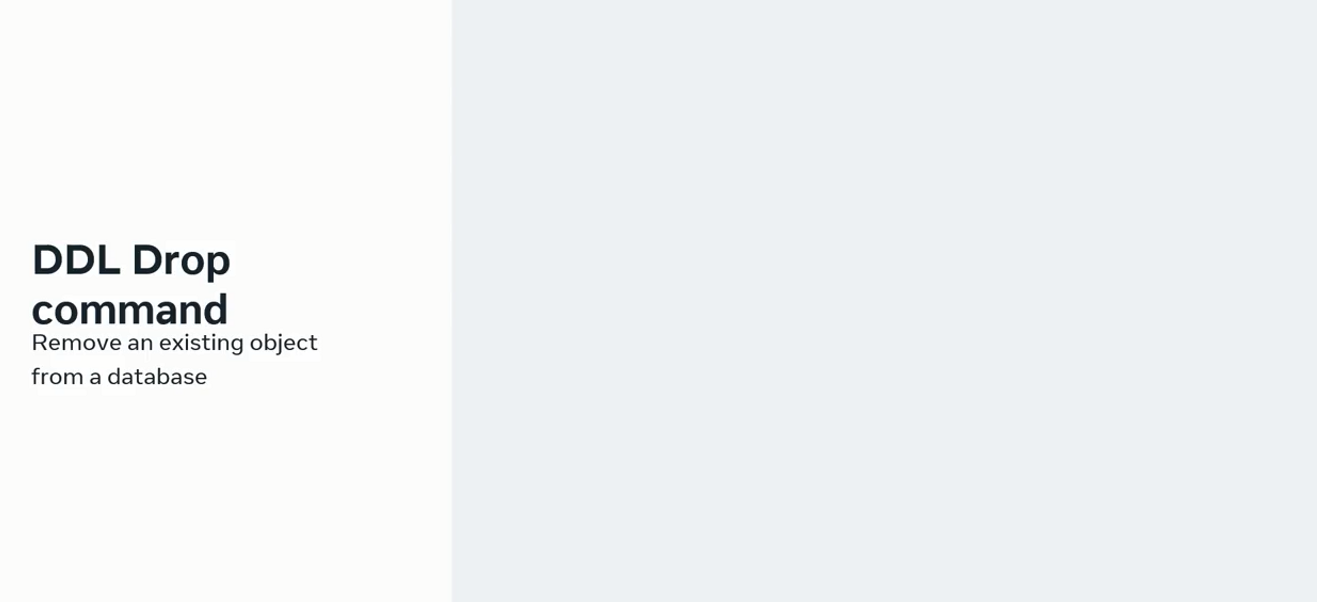 DDL Drop
command
Remove an existing object
from a database